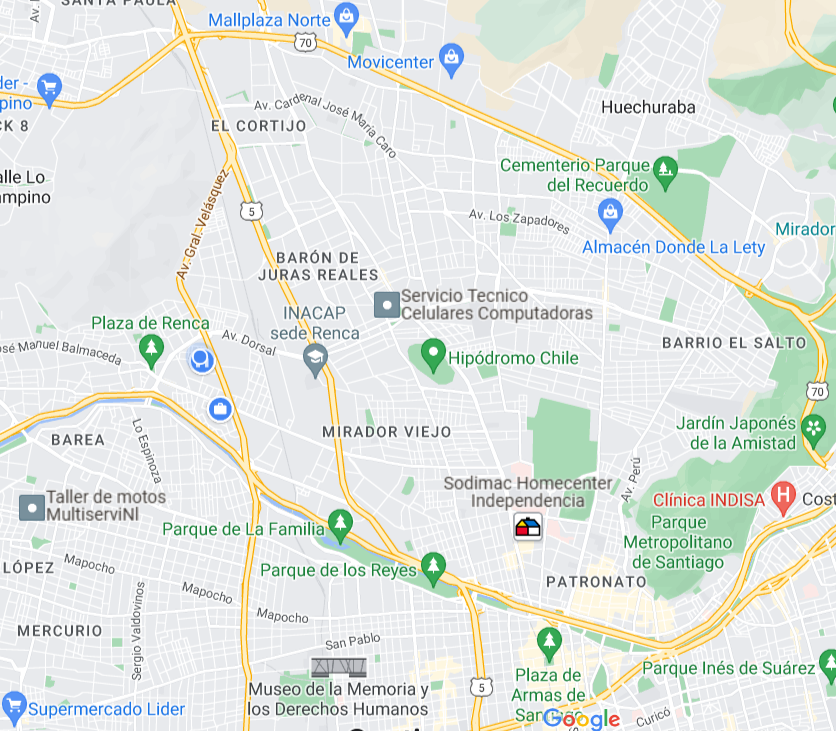 SANTA PAULA
Mallplaza Norte
70
Movicenter
der -
pino
CK 8
Av. Cardenal José María Caro
EL CORTIJO
Huechuraba
alle Lo
ampino
Cementerio Parque
del Recuerdo
Av. Gral. Velásquez
5
Av. Los Zapadores
Mirador
Almacén Donde La Lety
BARÓN DE
JURAS REALES
Servicio Tecnico
Celulares Computadoras
INACAP
sede Renca
Plaza de Renca
Av. Dorsal
osé Manuel Balmaceda
BARRIO EL SALTO
Hipódromo Chile
70
BAREA
Lo Espinoza
MIRADOR VIEJO
Jardín Japonés
de la Amistad
Av. Perú
Sodimac Homecenter
Independencia
Clínica INDISA
Cost
Taller de motos
MultiserviNI
Parque de La Familia
Parque
Metropolitano
de Santiago
LÓPEZ
Mapocho
Parque de los Reyes
PATRONATO
Mapocho
Mapocho
Sergio Valdovinos
MERCURIO
San Pablo
Plaza de
Armas de
Santiago
Parque Inés de Suárez
Museo de la Memoria y
los Derechos Humanos
5
Supermercado Lider
Google
Curicó